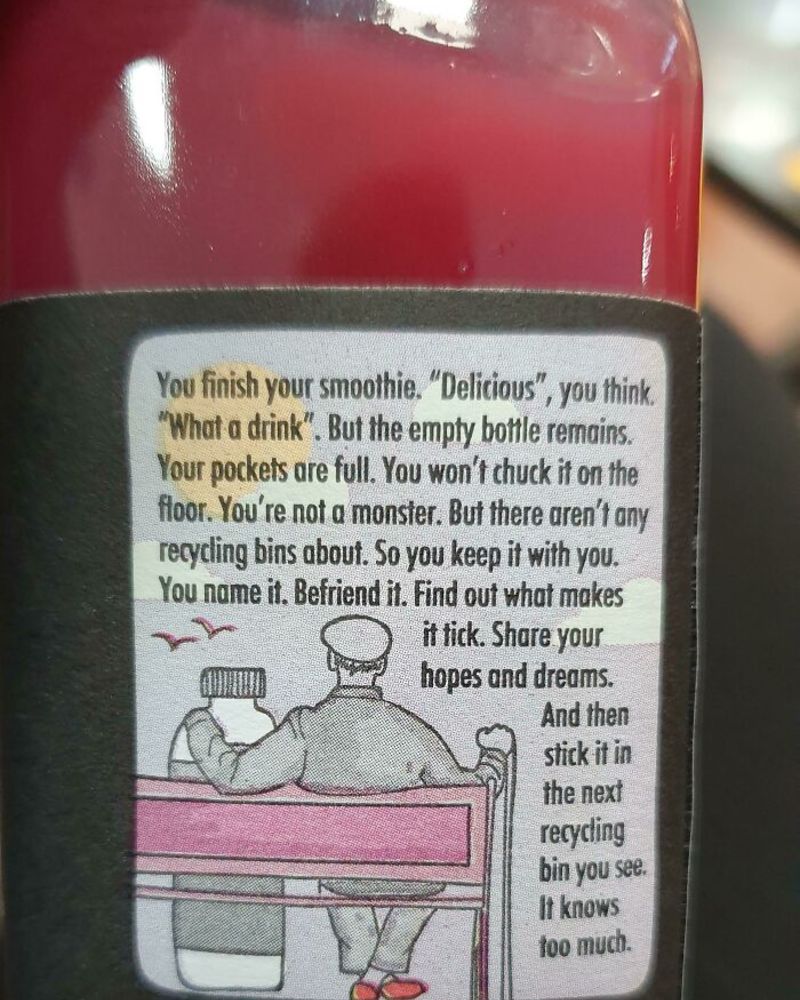 You finish your smoothie. “Delicious”, you think.
“What a drink”. But the empty bottle remains.
Your pockets are full. You won’t chuck it on the
floor. You’re not a monster. But there aren’t any
recycling bins about. So you keep it with you.
You name it. Befriend it. Find out what makes
it tick. Share your
hopes and dreams.
And then
stick it in
the next
recycling
bin you see.
It knows
too much.